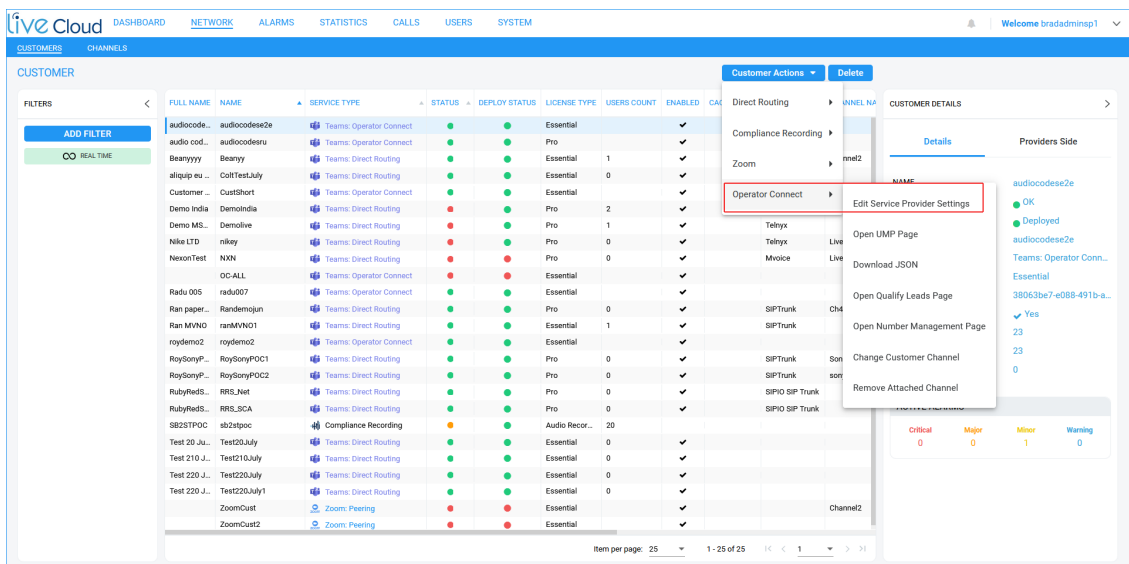 live Cloud DASHBOARD NETWORK ALARMS STATISTICS CALLS USERS SYSTEM Welcome bradadminsp1
CUSTOMERS CHANNELS
CUSTOMER Customer Actions Delete
FILTERS
ADD FILTER
REAL TIME
FULL NAME NAME SERVICE TYPE STATUS DEPLOY STATUS LICENSE TYPE USERS COUNT ENABLED CAC ANNEL NA
audiocode... audiocodese2e Teams: Operator Connect Essential
audio cod... audiocodesru Teams: Operator Connect Pro
Beanyyyy Beanyy Teams: Direct Routing Essential 1 nnel2
aliquip eu ... ColtTestJuly Teams: Direct Routing Essential 0
Customer ... CustShort Teams: Operator Connect Essential
Demo India DemoIndia Teams: Direct Routing Pro 2
Demo MS... Demolive Teams: Direct Routing Pro 1 Telnyx
Nike LTD nikey Teams: Direct Routing Pro 0 Telnyx Live
NexonTest NXN Teams: Direct Routing Pro 0 Mvoice Live
OC-ALL Teams: Operator Connect Essential
Radu 005 radu007 Teams: Operator Connect Essential
Ran paper... Randemojun Teams: Direct Routing Pro 0 SIPTrunk Ch4
Ran MVNO ranMVNO1 Teams: Direct Routing Essential 1 SIPTrunk
roydemo2 roydemo2 Teams: Operator Connect Essential
RoySonyP... RoySonyPOC1 Teams: Direct Routing Pro 0 SIPTrunk Son
RoySonyP... RoySonyPOC2 Teams: Direct Routing Pro 0 SIPTrunk son
RubyRedS... RRS_Net Teams: Direct Routing Pro 0 SIPIO SIP Trunk
RubyRedS... RRS_SCA Teams: Direct Routing Pro 0 SIPIO SIP Trunk
SB2STPOC sb2stpoc Compliance Recording Audio Recor... 20
Test 20 Ju... Test20July Teams: Direct Routing Essential 0
Test 210 J... Test210July Teams: Direct Routing Essential 0
Test 220 J... Test220July Teams: Direct Routing Essential 0
Test 220 J... Test220July1 Teams: Direct Routing Essential 0
ZoomCust Zoom: Peering Essential Channel2
ZoomCust2 Zoom: Peering Essential
Item per page: 25 1 - 25 of 25 1
Direct Routing
Compliance Recording
Zoom
Operator Connect
Edit Service Provider Settings
Open UMP Page
Download JSON
Open Qualify Leads Page
Open Number Management Page
Change Customer Channel
Remove Attached Channel
CUSTOMER DETAILS
Details Providers Side
NAME audiocodese2e
OK
Deployed
audiocodese2e
Teams: Operator Conn...
Essential
38063be7-e088-491b-a...
Yes
23
23
0
Critical Major Minor Warning
0 0 1 0